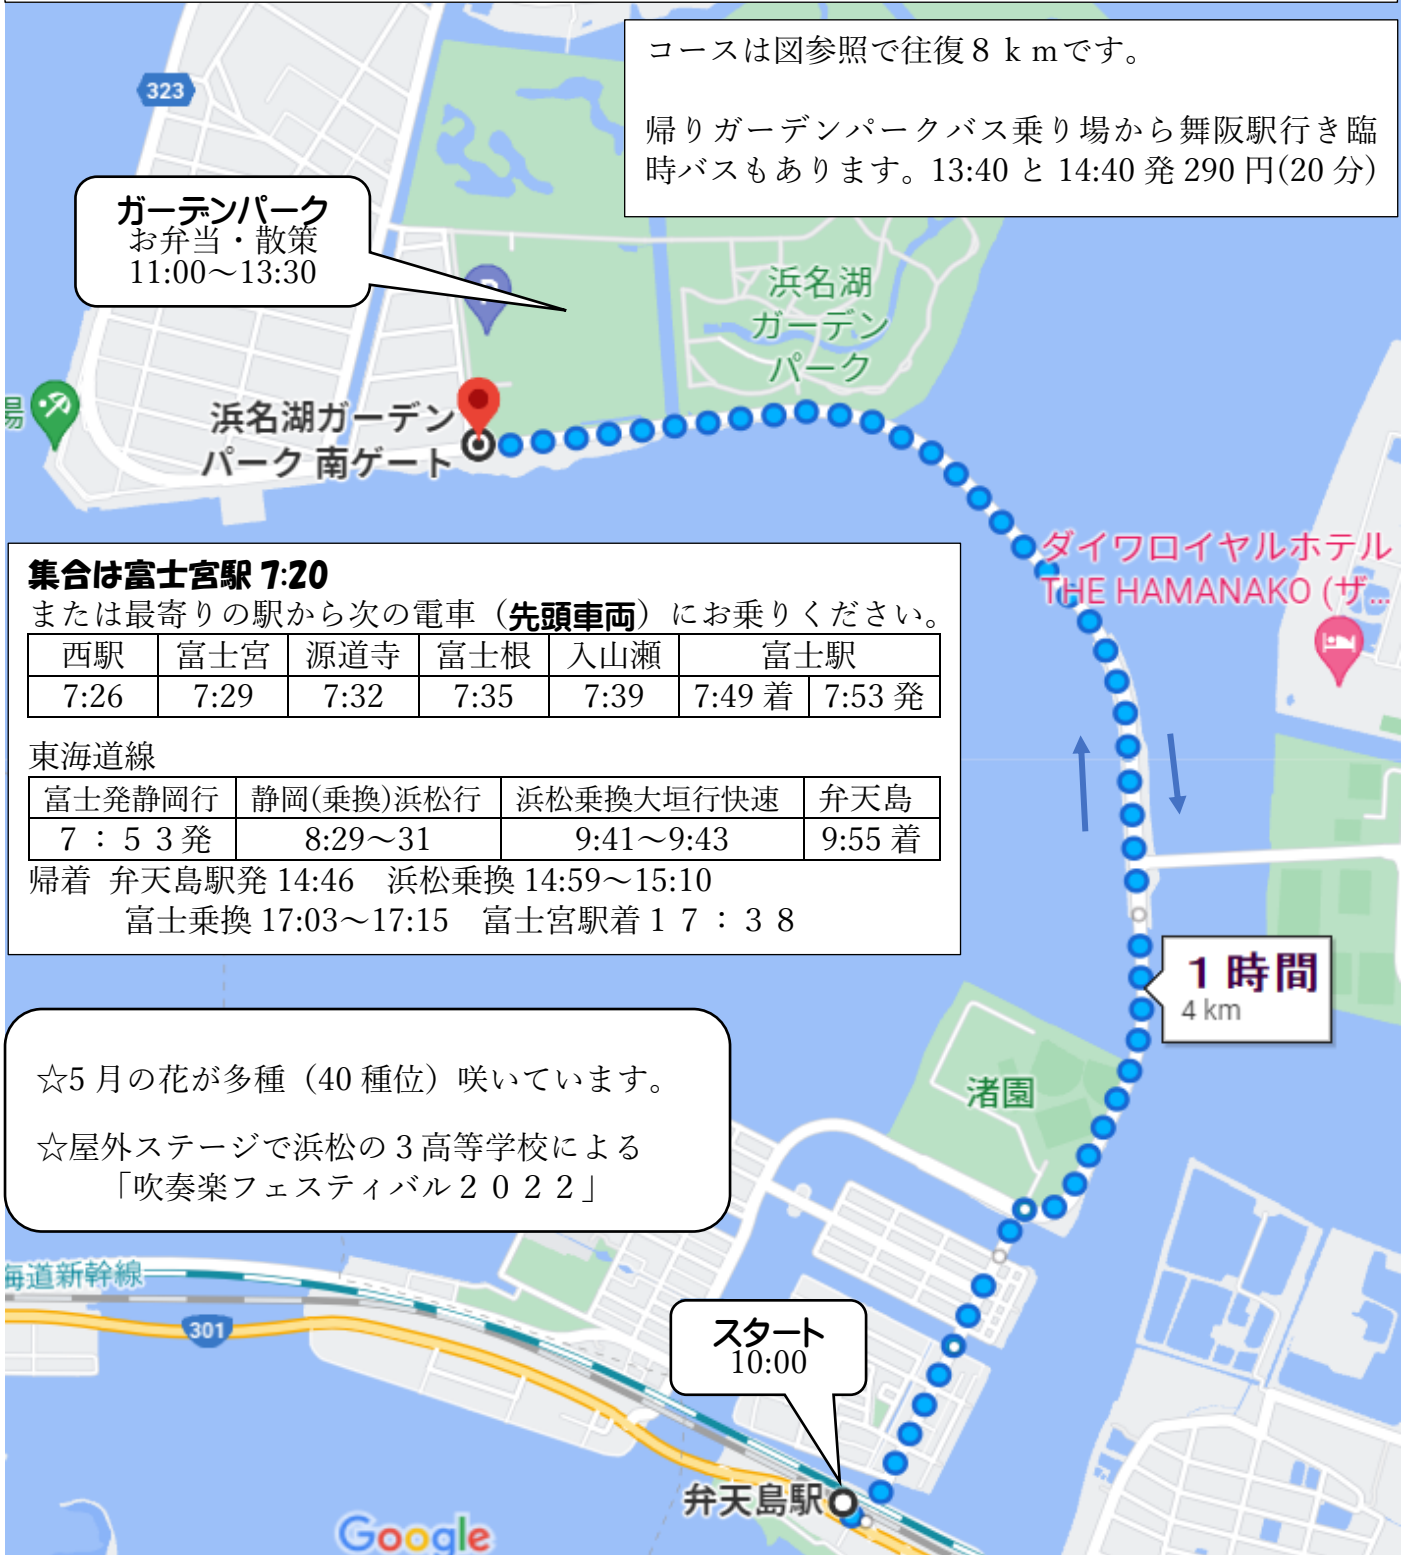 コースは図参照で往復８ｋｍです。
帰りガーデンパークバス乗り場から舞阪駅行き臨
時バスもあります。13:40 と 14:40 発 290 円(20 分)
323
ガーデンパーク
お弁当・散策
11:00～13:30
P
浜名湖
ガーデン
パーク
場
浜名湖ガーデン
パーク 南ゲート
ダイワロイヤルホテル
THE HAMANAKO (ザ...
集合は富士宮駅 7:20
または最寄りの駅から次の電車（先頭車両）にお乗りください。
西駅 富士宮 源道寺 富士根 入山瀬 富士駅
7:26 7:29 7:32 7:35 7:39 7:49 着 7:53 発
東海道線
富士発静岡行 静岡(乗換)浜松行 浜松乗換大垣行快速 弁天島
７：５３発 8:29～31 9:41～9:43 9:55 着
帰着 弁天島駅発 14:46 浜松乗換 14:59～15:10
富士乗換 17:03～17:15 富士宮駅着１７：３８
１時間
4 km
☆5 月の花が多種（40 種位）咲いています。
☆屋外ステージで浜松の３高等学校による
「吹奏楽フェスティバル２０２２」
渚園
海道新幹線
301
スタート
10:00
弁天島駅
Google